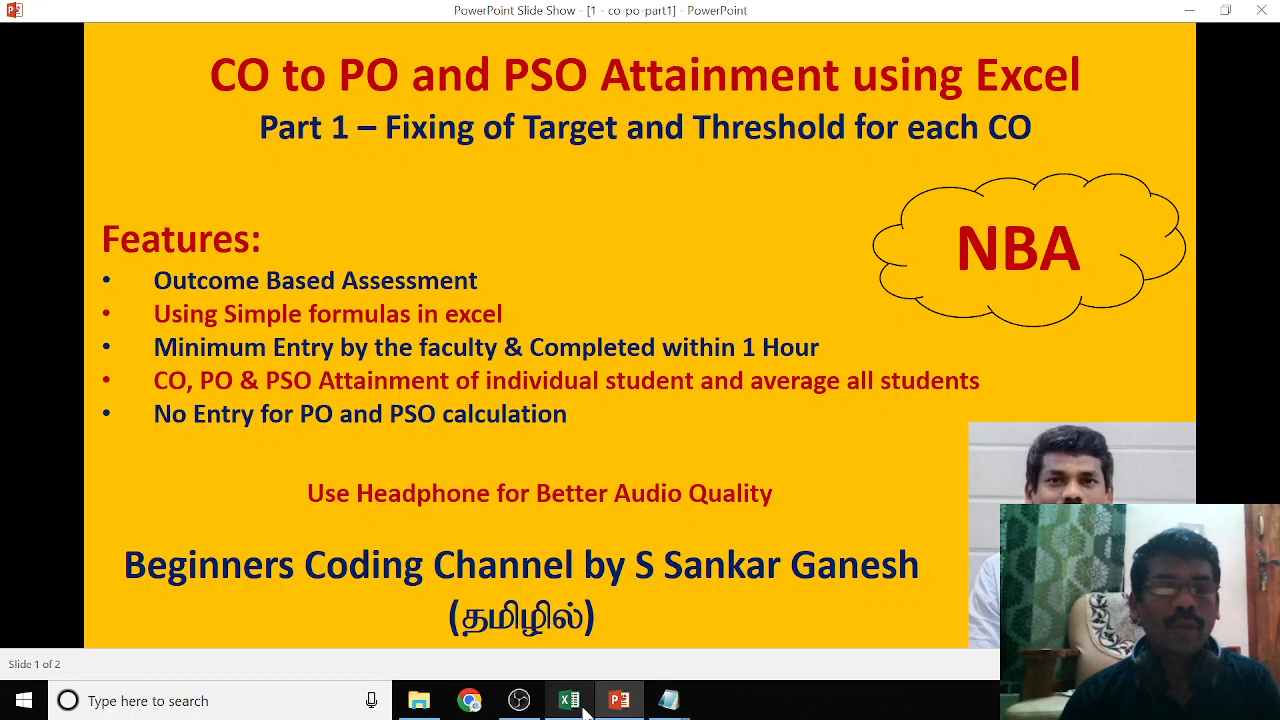 PowerPoint Slide Show - [1 - co-po-part1] - PowerPoint
CO to PO and PSO Attainment using Excel
Part 1 – Fixing of Target and Threshold for each CO
NBA
Features:
• Outcome Based Assessment
• Using Simple formulas in excel
• Minimum Entry by the faculty & Completed within 1 Hour
• CO, PO & PSO Attainment of individual student and average all students
• No Entry for PO and PSO calculation
Use Headphone for Better Audio Quality
Beginners Coding Channel by S Sankar Ganesh
(தமிழில்)
Slide 1 of 2
Type here to search